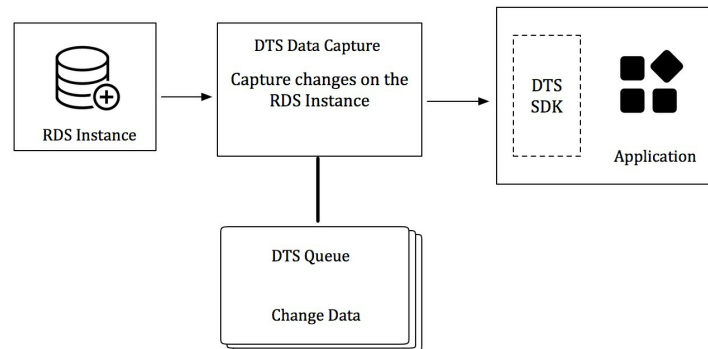 RDS Instance
DTS Data Capture
Capture changes on the
RDS Instance
DTS
SDK
Application
DTS Queue
Change Data